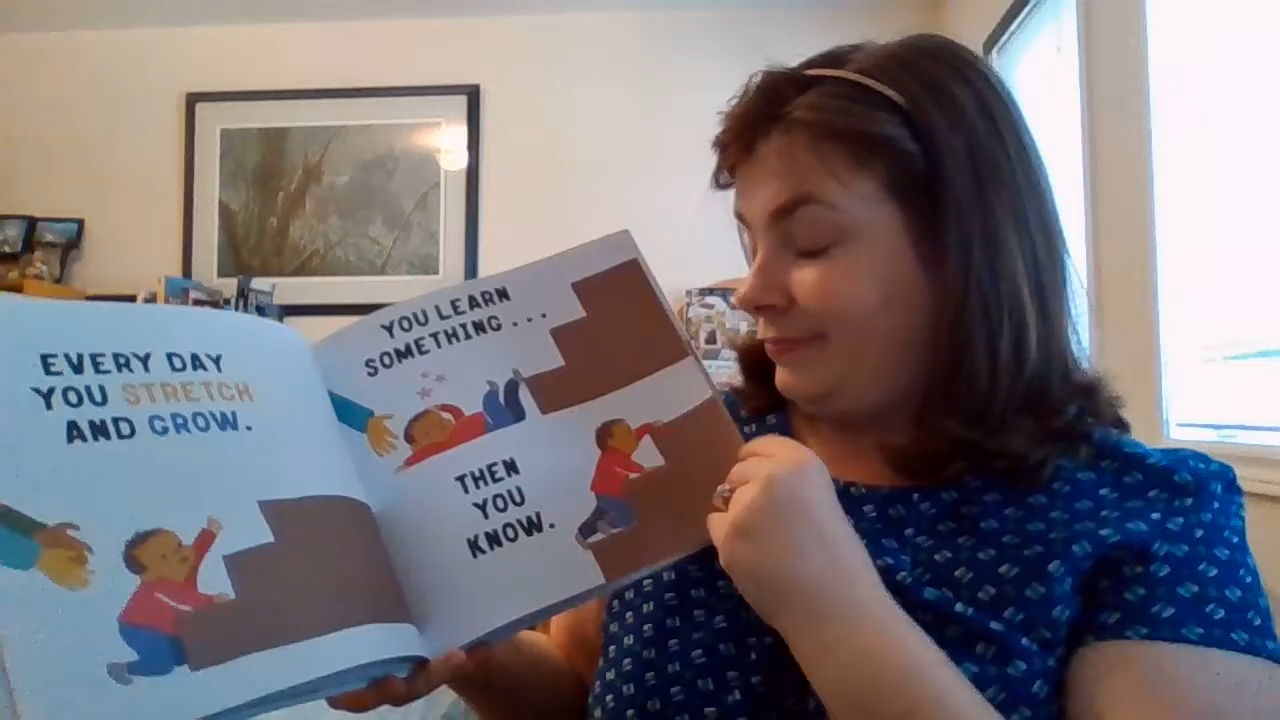 EVERY DAY
YOU STRETCH
AND GROW.
YOU LEARN
SOMETHING...
THEN
YOU
KNOW.